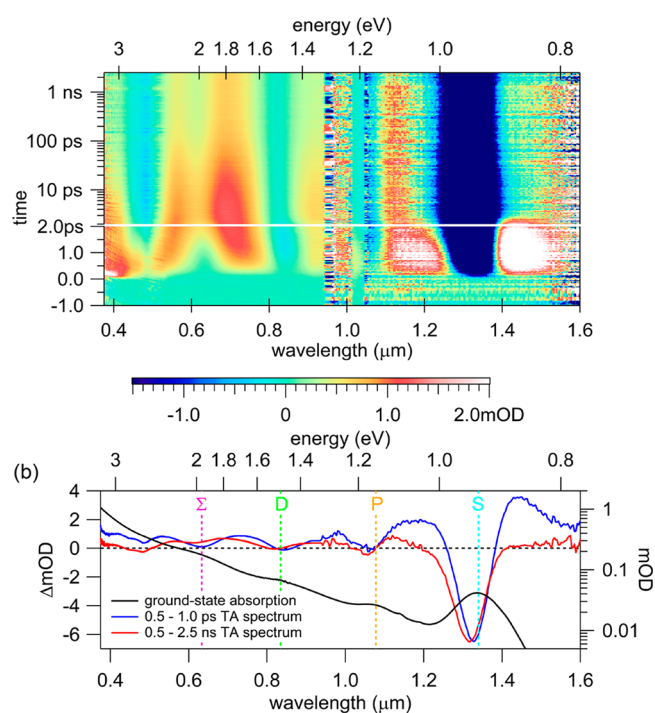 energy (eV)
3 2 1.8 1.6 1.4 1.2 1.0 0.8
time
1 ns
100 ps
10 ps
2.0ps
1.0
0.0
-1.0
0.4 0.6 0.8 1.0 1.2 1.4 1.6
wavelength (μm)
-1.0 0 1.0 2.0mOD
energy (eV)
(b)
3 2 1.8 1.6 1.4 1.2 1.0 0.8
ΔmOD
4
2
0
-2
-4
-6
Σ D P S
ground-state absorption
0.5 - 1.0 ps TA spectrum
0.5 - 2.5 ns TA spectrum
1
0.1
0.01
mOD
0.4 0.6 0.8 1.0 1.2 1.4 1.6
wavelength (μm)